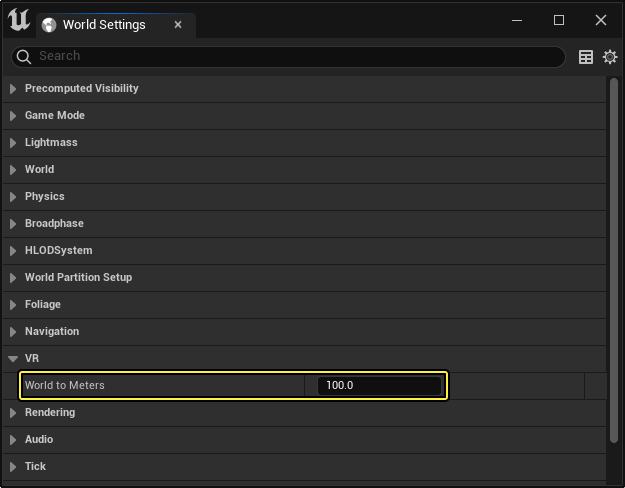 World Settings
Search
Precomputed Visibility
Game Mode
Lightmass
World
Physics
Broadphase
HLODSystem
World Partition Setup
Foliage
Navigation
VR
World to Meters 100.0
Rendering
Audio
Tick